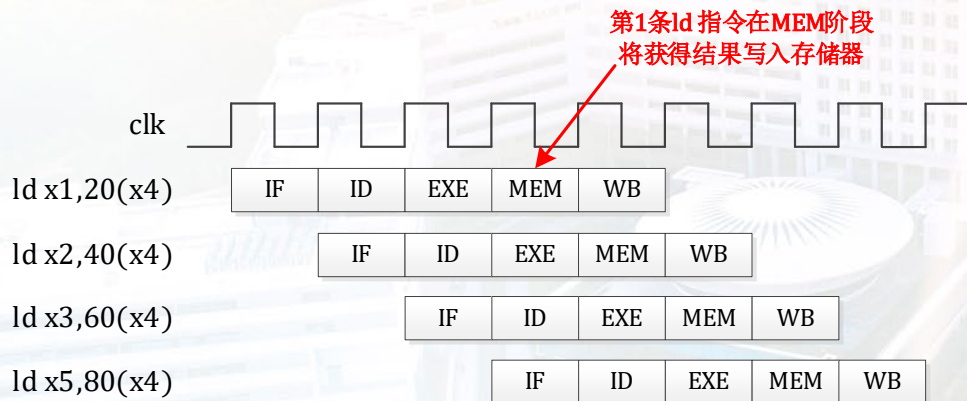 第1条ld 指令在MEM阶段
将获得结果写入存储器
clk
ld x1,20(x4) IF ID EXE MEM WB
ld x2,40(x4) IF ID EXE MEM WB
ld x3,60(x4) IF ID EXE MEM WB
ld x5,80(x4) IF ID EXE MEM WB